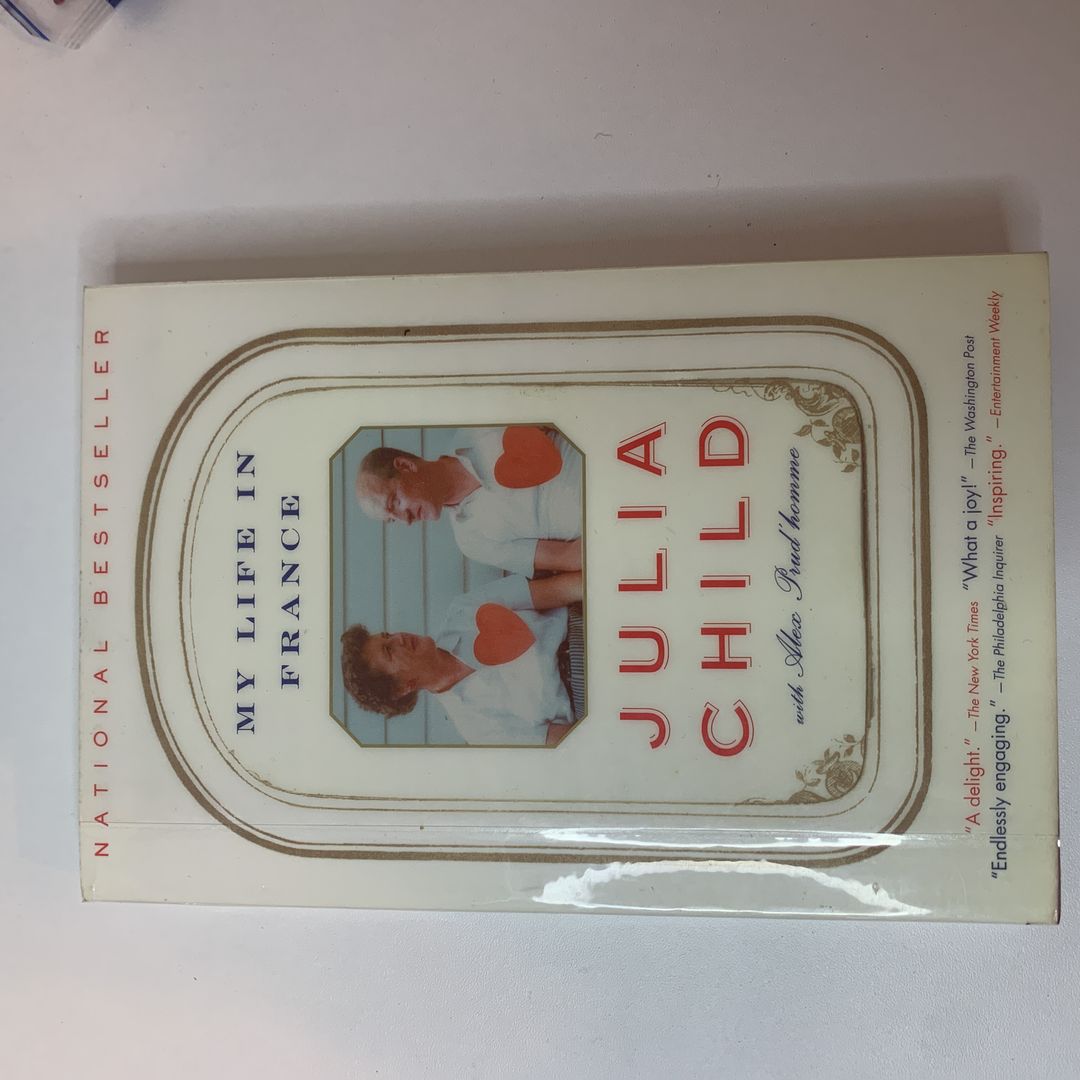 NATIONAL BESTSELLER
MY LIFE IN
FRANCE
JULIA
CHILD
with Alex Prud'homme
"A delight." —The New York Times "What a joy!" —The Washington Post
"Endlessly engaging." —The Philadelphia Inquirer "Inspiring." —Entertainment Weekly